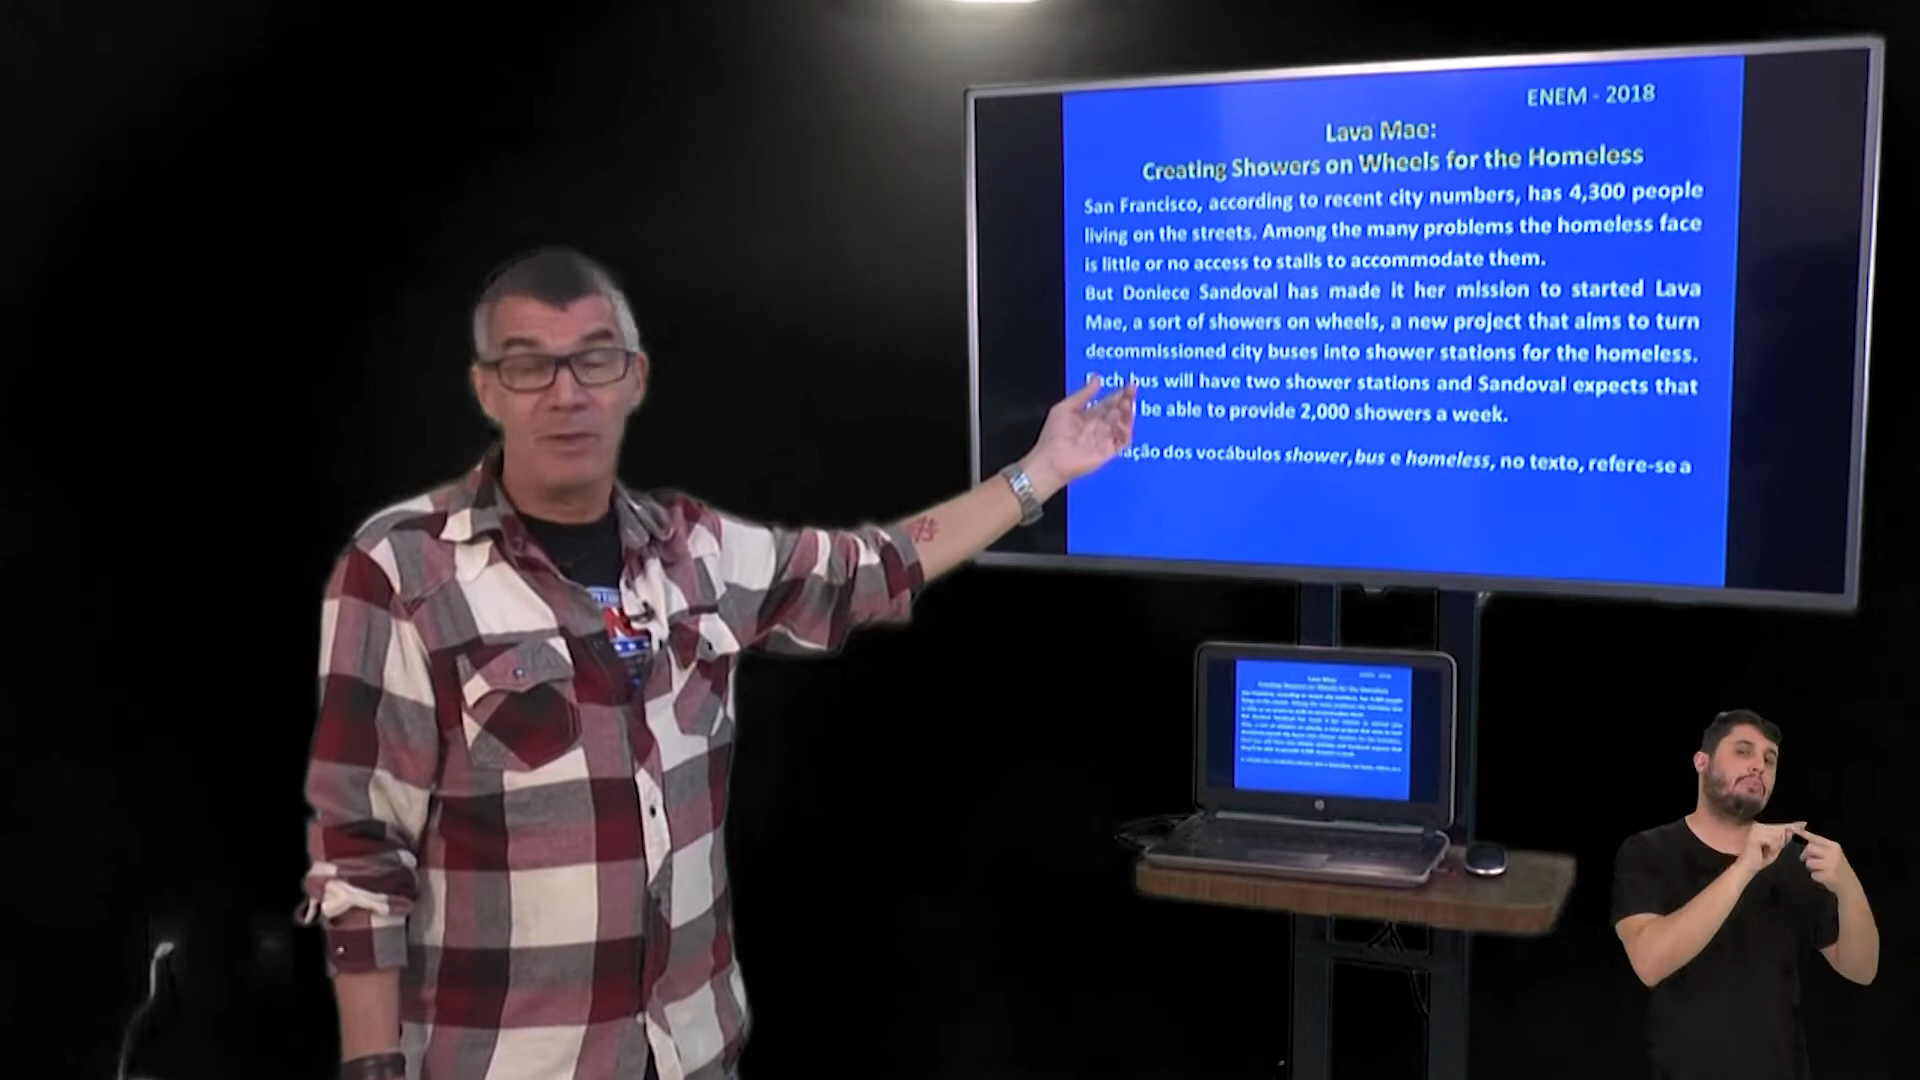 ENEM - 2018
Lava Mae:
Creating Showers on Wheels for the Homeless
San Francisco, according to recent city numbers, has 4,300 people
living on the streets. Among the many problems the homeless face
is little or no access to stalls to accommodate them.
But Doniece Sandoval has made it her mission to started Lava
Mae, a sort of showers on wheels, a new project that aims to turn
decommissioned city buses into shower stations for the homeless.
Each bus will have two shower stations and Sandoval expects that
be able to provide 2,000 showers a week.
dos vocábulos shower, bus e homeless, no texto, refere-se a